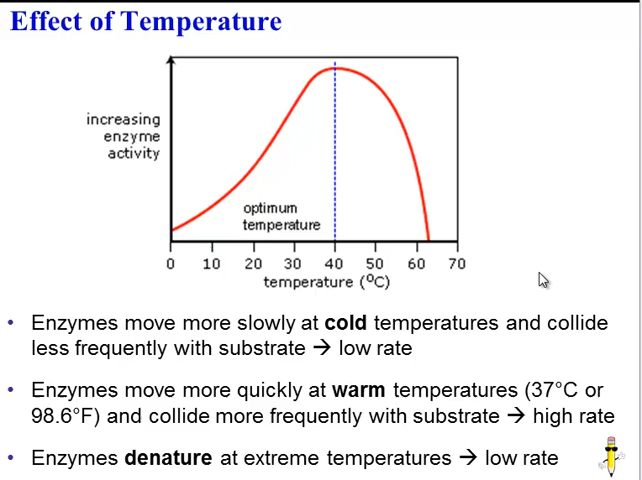 Effect of Temperature
increasing
enzyme
activity
optimum
temperature
0 10 20 30 40 50 60 70
temperature (⁰C)
• Enzymes move more slowly at cold temperatures and collide
less frequently with substrate → low rate
• Enzymes move more quickly at warm temperatures (37°C or
98.6°F) and collide more frequently with substrate → high rate
• Enzymes denature at extreme temperatures → low rate